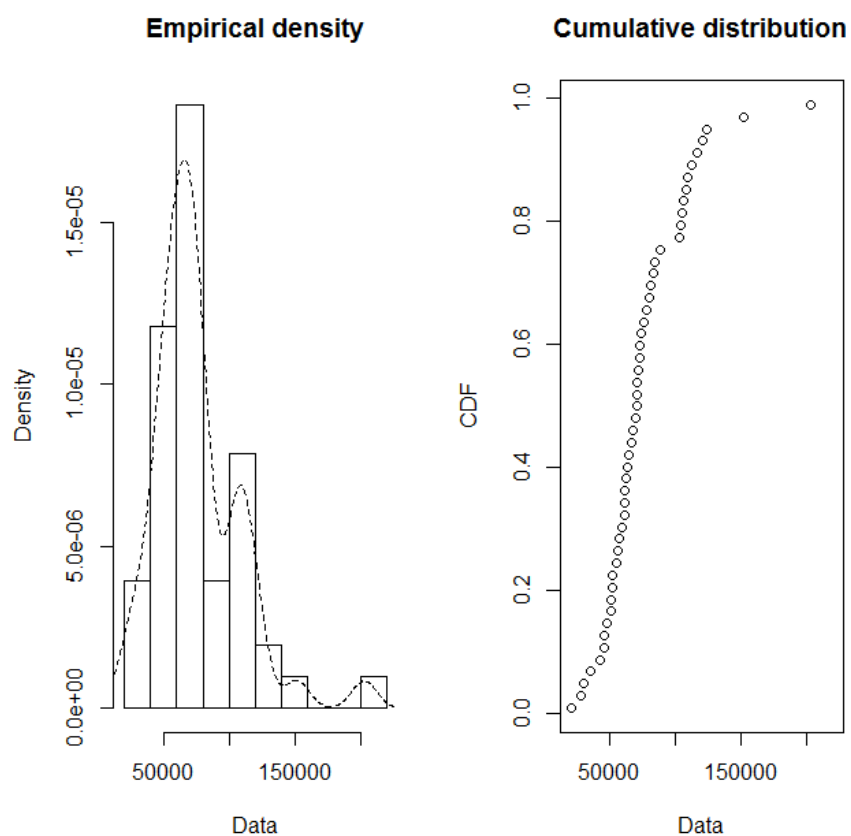 Empirical density
Density
0.0e+00
5.0e-06
1.0e-05
1.5e-05
50000
150000
Data
Cumulative distribution
CDF
0.0
0.2
0.4
0.6
0.8
1.0
50000
150000
Data